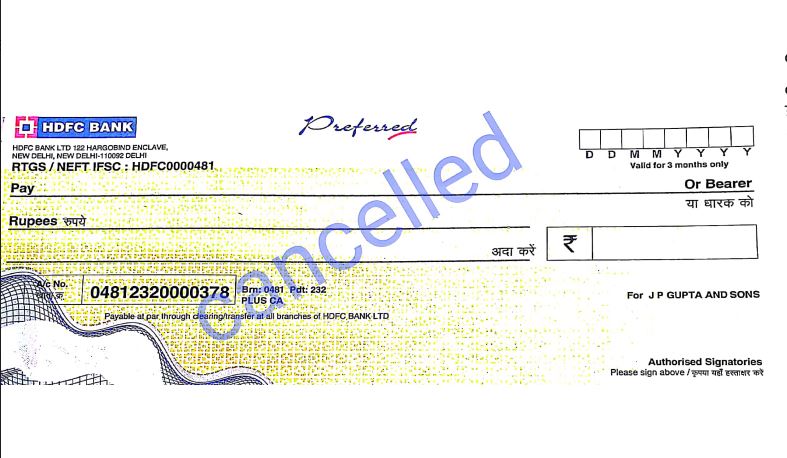 HDFC BANK
Preferred
HDFC BANK LTD 122 HARGOBIND ENCLAVE,
NEW DELHI, NEW DELHI-110092 DELHI
RTGS / NEFT IFSC : HDFC0000481
D D M M Y Y Y Y
Valid for 3 months only
Pay
Or Bearer
या धारक को
Rupees रुपये
अदा करें
₹
cancelled
A/c No.
खाता क्र.
04812320000378
Brn: 0481 Pdt: 232
PLUS CA
For J P GUPTA AND SONS
Payable at par through clearing/transfer at all branches of HDFC BANK LTD
Authorised Signatories
Please sign above / कृपया यहाँ हस्ताक्षर करें